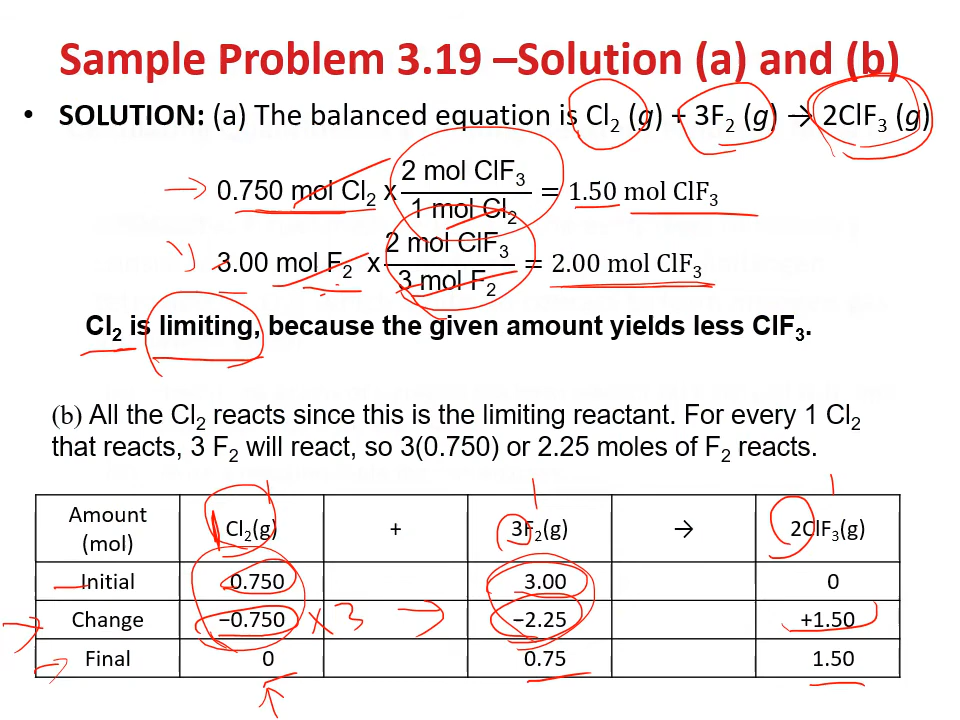 Sample Problem 3.19 –Solution (a) and (b)
• SOLUTION: (a) The balanced equation is Cl₂ (g) + 3F₂ (g) → 2ClF₃ (g)
0.750 mol Cl₂ x 2 mol ClF₃ / 1 mol Cl₂ = 1.50 mol ClF₃
3.00 mol F₂ x 2 mol ClF₃ / 3 mol F₂ = 2.00 mol ClF₃
Cl₂ is limiting, because the given amount yields less ClF₃.
(b) All the Cl₂ reacts since this is the limiting reactant. For every 1 Cl₂
that reacts, 3 F₂ will react, so 3(0.750) or 2.25 moles of F₂ reacts.
Amount (mol) 1 Cl₂(g) + 3F₂(g) → 2ClF₃(g)
Initial 0.750 3.00 0
Change −0.750 x 3 → −2.25 +1.50
Final 0 0.75 1.50